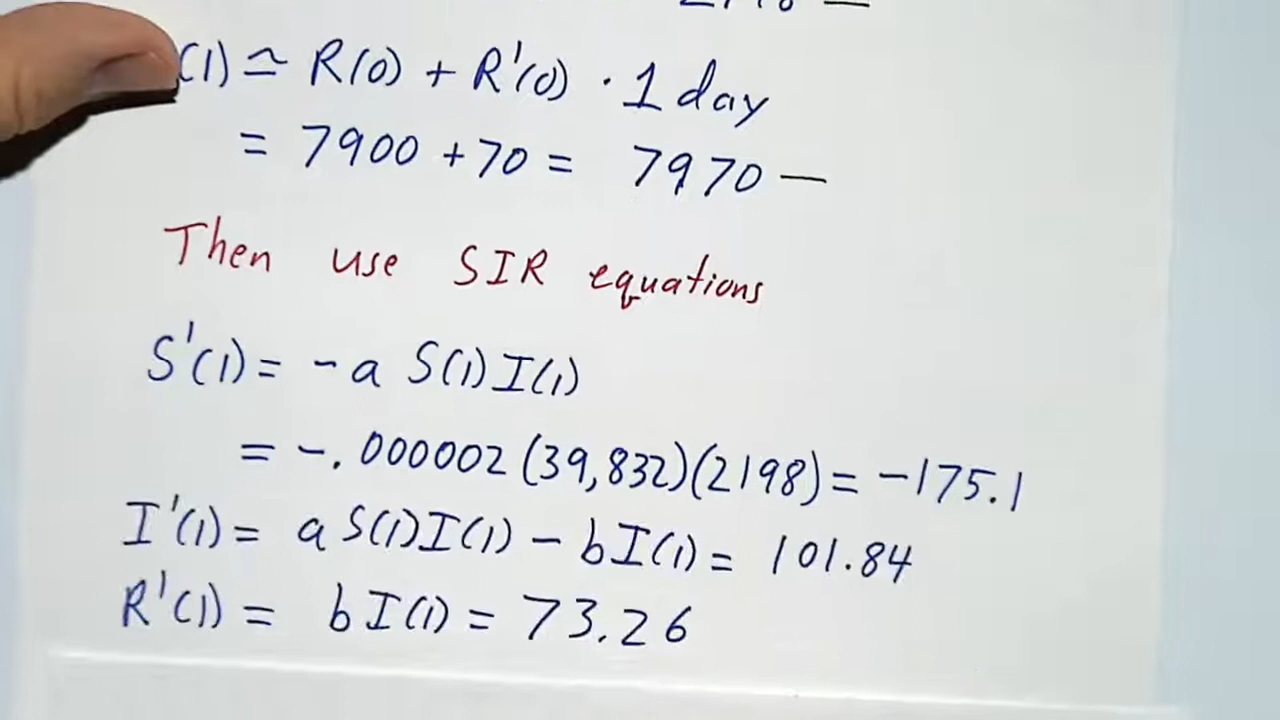 (1) ≃ R(0) + R'(0) · 1 day
= 7900 + 70 = 7970 —
Then use SIR equations
S'(1) = - a S(1) I(1)
= -.000002 (39,832)(2198) = -175.1
I'(1) = a S(1) I(1) - b I(1) = 101.84
R'(1) = b I(1) = 73.26